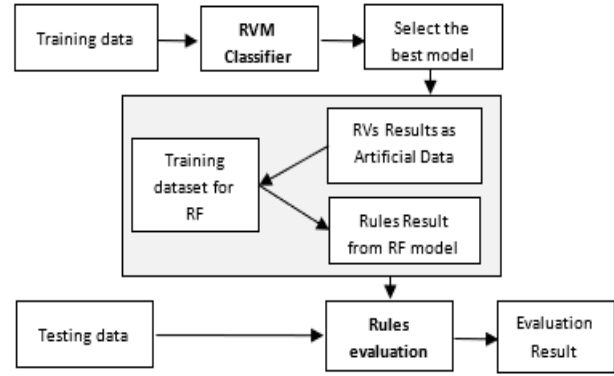 Training data
RVM
Classifier
Select the
best model
RVs Results as
Artificial Data
Training
dataset for
RF
Rules Result
from RF model
Testing data
Rules
evaluation
Evaluation
Result